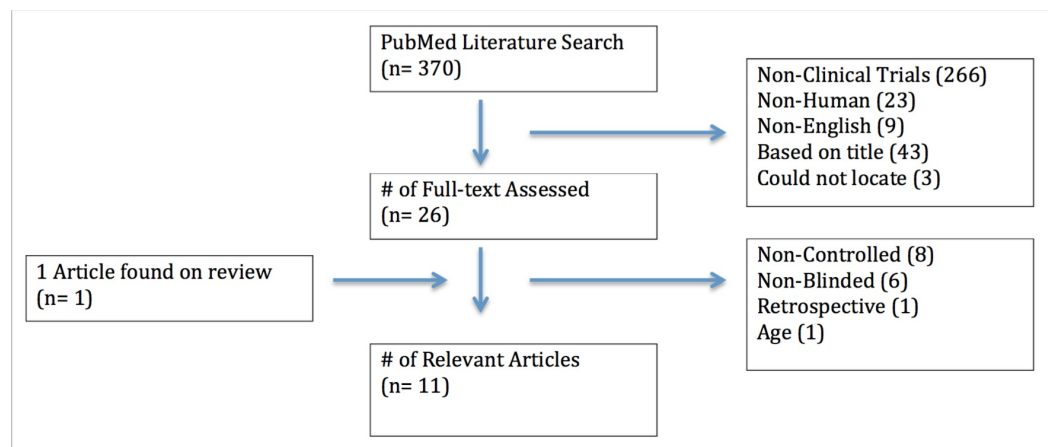 PubMed Literature Search
(n= 370)
Non-Clinical Trials (266)
Non-Human (23)
Non-English (9)
Based on title (43)
Could not locate (3)
# of Full-text Assessed
(n= 26)
1 Article found on review
(n= 1)
Non-Controlled (8)
Non-Blinded (6)
Retrospective (1)
Age (1)
# of Relevant Articles
(n= 11)